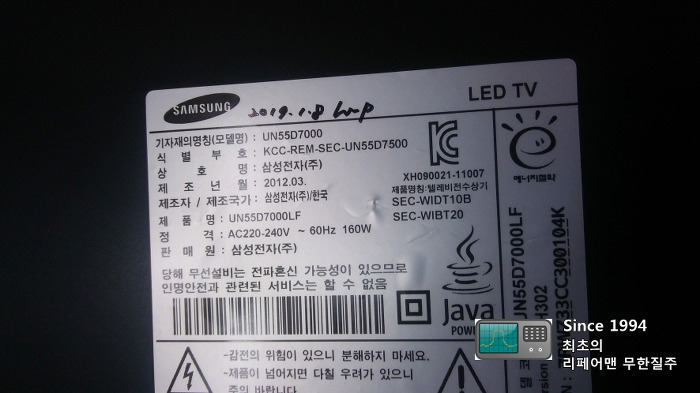 SAMSUNG
2019.1.8
LED TV
기자재의명칭(모델명) : UN55D7000
식 별 부 호 : KCC-REM-SEC-UN55D7500
상 호 명 : 삼성전자(주)
제 조 년 월 : 2012.03.
제조자 / 제조국가 : 삼성전자(주)/한국
제 품 명 : UN55D7000LF
정 격 : AC220-240V ~ 60Hz 160W
판 매 원 : 삼성전자(주)
XH090021-11007
제품명칭:텔레비전수상기
SEC-WIDT10B
SEC-WIBT20
에너지절약
당해 무선설비는 전파혼신 가능성이 있으므로
인명안전과 관련된 서비스는 할 수 없음
Java
POWERED
-감전의 위험이 있으니 분해하지 마세요.
-제품이 넘어지면 다칠 우려가 있으니
주의 바랍니다.
UN55D7000LF
H302
33CC300104K
Since 1994
최초의
리페어맨 무한질주